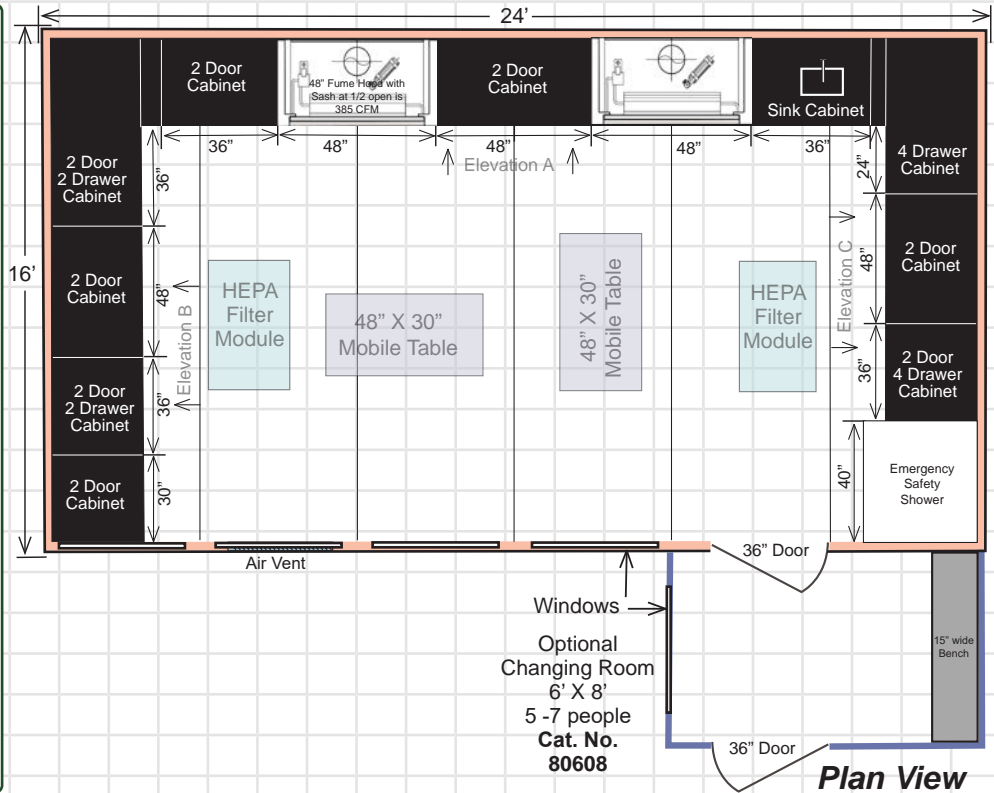 24’
16’
2 Door
Cabinet
48” Fume Hood with
Sash at 1/2 open is
385 CFM
2 Door
Cabinet
Sink Cabinet
36”
48”
48”
48”
36”
Elevation A
2 Door
2 Drawer
Cabinet
36”
2 Door
Cabinet
48”
Elevation B
2 Door
2 Drawer
Cabinet
36”
2 Door
Cabinet
30”
HEPA
Filter
Module
48” X 30”
Mobile Table
48” X 30”
Mobile Table
HEPA
Filter
Module
4 Drawer
Cabinet
24”
2 Door
Cabinet
48”
Elevation C
2 Door
4 Drawer
Cabinet
36”
Emergency
Safety
Shower
40”
Air Vent
36” Door
Windows
Optional
Changing Room
6’ X 8’
5 -7 people
Cat. No.
80608
15” wide
Bench
36” Door
Plan View